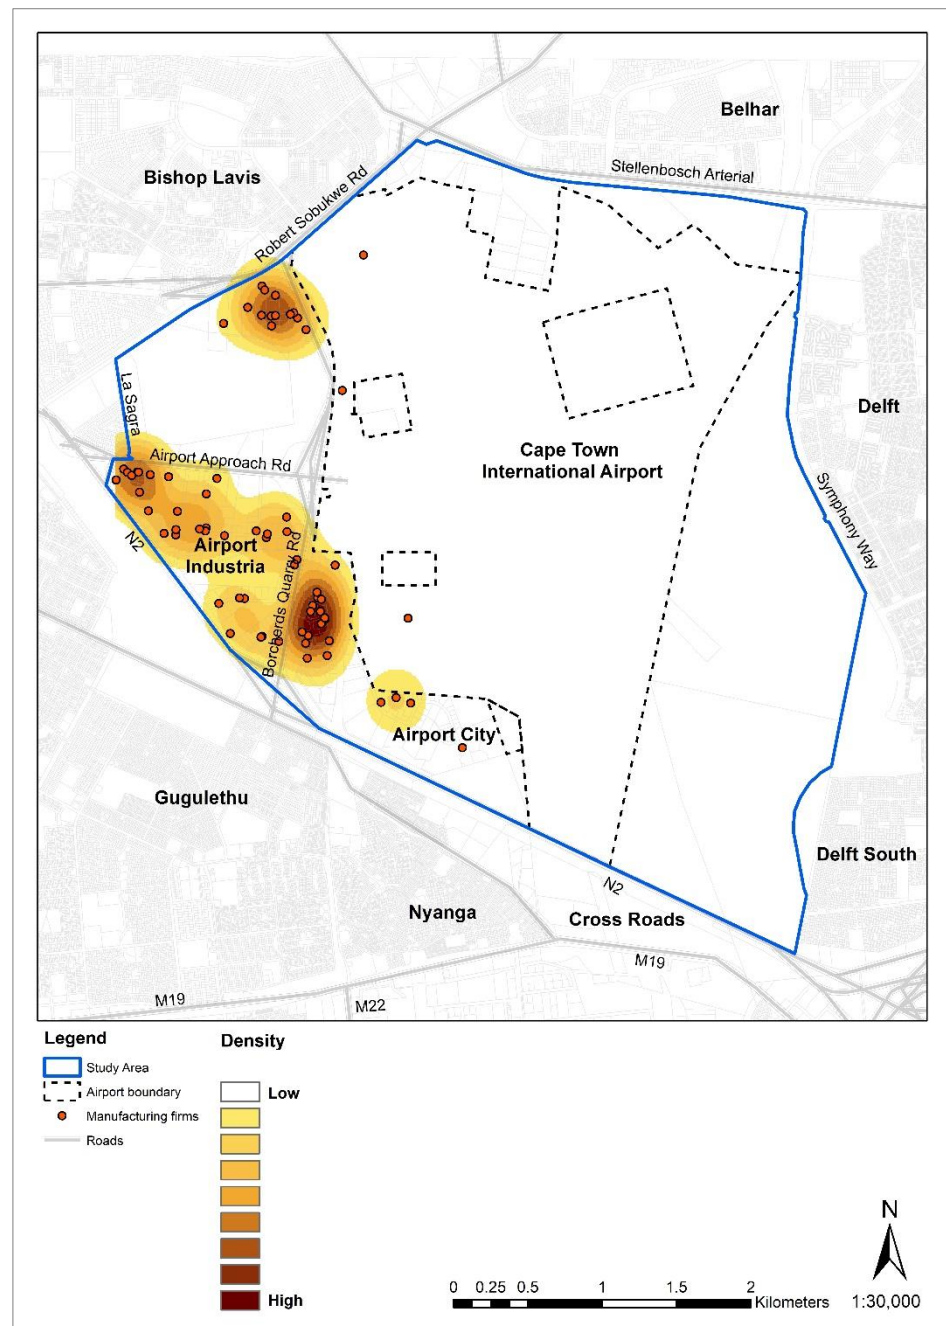 Belhar
Stellenbosch Arterial
Bishop Lavis
Robert Sobukwe Rd
La Sagra
Delft
Airport Approach Rd
Cape Town
International Airport
Symphony Way
N2
Airport
Industria
Borcherds Quarry Rd
Airport City
Gugulethu
Delft South
N2
Nyanga
Cross Roads
M19
M19
M22
Legend
Study Area
Airport boundary
Manufacturing firms
Roads
Density
Low
High
N
0 0.25 0.5 1 1.5 2
Kilometers
1:30,000